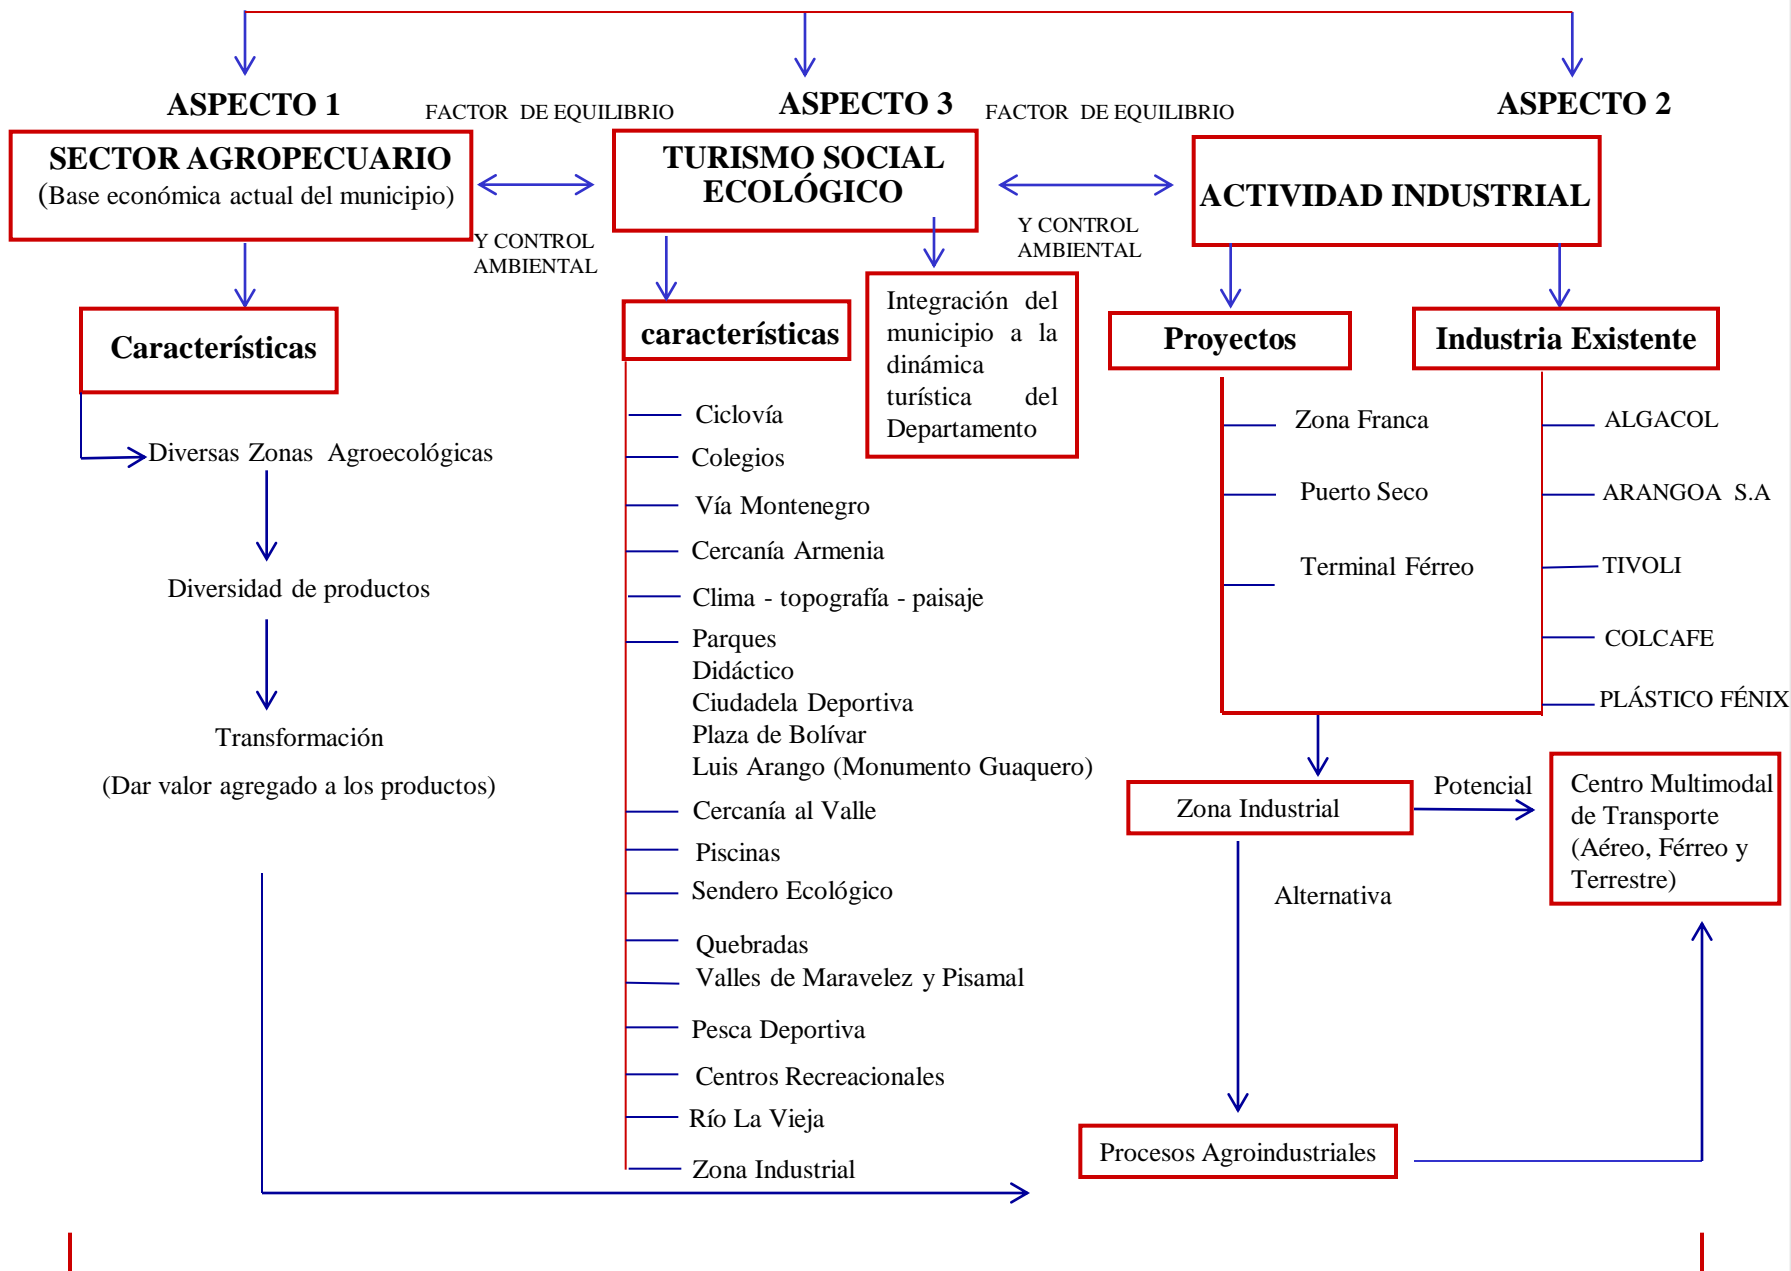 ASPECTO 1
FACTOR DE EQUILIBRIO
ASPECTO 3
FACTOR DE EQUILIBRIO
ASPECTO 2
SECTOR AGROPECUARIO
(Base económica actual del municipio)
Y CONTROL
AMBIENTAL
TURISMO SOCIAL
ECOLÓGICO
Y CONTROL
AMBIENTAL
ACTIVIDAD INDUSTRIAL
Características
Diversas Zonas Agroecológicas
Diversidad de productos
Transformación
(Dar valor agregado a los productos)
características
Ciclovía
Colegios
Vía Montenegro
Cercanía Armenia
Clima - topografía - paisaje
Parques
Didáctico
Ciudadela Deportiva
Plaza de Bolívar
Luis Arango (Monumento Guaquero)
Cercanía al Valle
Piscinas
Sendero Ecológico
Quebradas
Valles de Maravelez y Pisamal
Pesca Deportiva
Centros Recreacionales
Río La Vieja
Zona Industrial
Integración del
municipio a la
dinámica
turística del
Departamento
Proyectos
Zona Franca
Puerto Seco
Terminal Férreo
Industria Existente
ALGACOL
ARANGOA S.A
TIVOLI
COLCAFE
PLÁSTICO FÉNIX
Zona Industrial
Potencial
Centro Multimodal
de Transporte
(Aéreo, Férreo y
Terrestre)
Alternativa
Procesos Agroindustriales